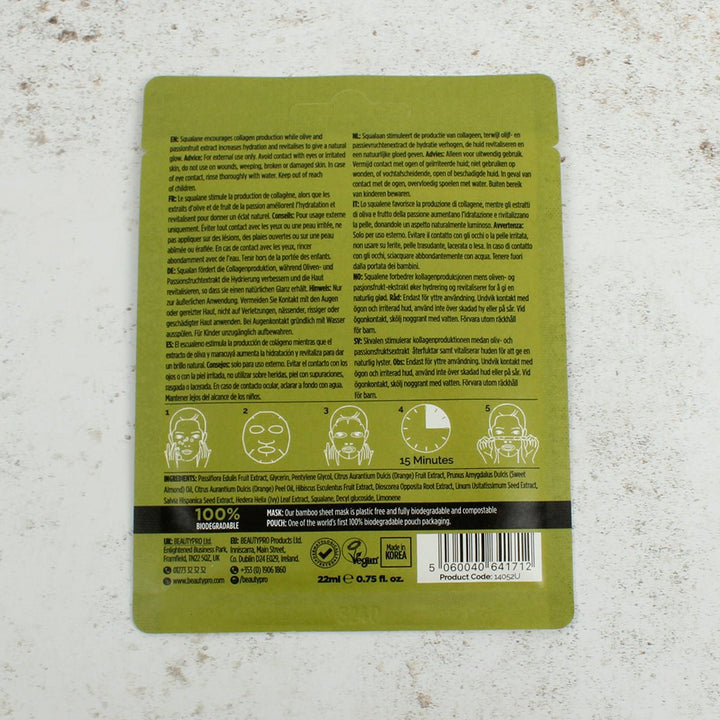 EN: Squalane encourages collagen production while olive and
passionfruit extract increases hydration and revitalises to give a natural
glow. Advice: For external use only. Avoid contact with eyes or irritated
skin, do not use on wounds, weeping, broken or damaged skin. In case
of eye contact, rinse thoroughly with water. Keep out of reach
of children.
FR: Le squalane stimule la production de collagène, alors que les
extraits d'olive et de fruit de la passion améliorent l'hydratation et
revitalisent pour donner un éclat naturel. Conseils: Pour usage externe
uniquement. Éviter tout contact avec les yeux ou une peau irritée, ne
pas appliquer sur des lésions, des plaies ouvertes ou sur une peau
abîmée ou éraflée. En cas de contact avec les yeux, rincer
abondamment avec de l'eau. Tenir hors de la portée des enfants.
DE: Squalan fördert die Collagenproduktion, während Oliven- und
Passionsfruchtextrakt die Hydrierung verbessern und die Haut
revitalisieren, so dass sie einen natürlichen Glanz erhält. Hinweis: Nur
zur äußerlichen Anwendung. Vermeiden Sie Kontakt mit den Augen
oder gereizter Haut, nicht auf Verletzungen, nässender, rissiger oder
geschädigter Haut anwenden. Bei Augenkontakt gründlich mit Wasser
ausspülen. Für Kinder unzugänglich aufbewahren.
ES: El escualeno estimula la producción de colágeno mientras que el
extracto de oliva y maracuyá aumenta la hidratación y revitaliza para dar
un brillo natural. Consejos: solo para uso externo. Evitar el contacto con los
ojos o con la piel irritada, no utilizar sobre heridas, piel con supuraciones,
rasgada o lacerada. En caso de contacto ocular, aclarar a fondo con agua.
Mantener lejos del alcance de los niños.
NL: Squalaan stimuleert de productie van collageen, terwijl olijf- en
passievruchtenextract de hydratatie verhoogt, de huid revitaliseert en
een natuurlijke gloed geven. Advies: Alleen voor uitwendig gebruik.
Vermijd contact met ogen of geïrriteerde huid; niet gebruiken op
wonden, of vochtafscheidende, open of beschadigde huid. In geval van
contact met de ogen, overvloedig spoelen met water. Buiten bereik
van kinderen bewaren.
IT: Lo squalene favorisce la produzione di collagene, mentre gli estratti
di oliva e frutto della passione aumentano l'idratazione e rivitalizzano
la pelle, donandole un aspetto naturalmente luminoso. Avvertenza:
Solo per uso esterno. Evitare il contatto con gli occhi o la pelle irritata,
non usare su ferite, pelle trasudante, lacerata o lesa. In caso di contatto
con gli occhi, sciacquare abbondantemente con acqua. Tenere fuori
dalla portata dei bambini.
NO: Squalene forbedrer kollagenproduksjonen mens oliven- og
pasjonsfrukt-ekstrakt øker hydrering og revitaliserer for å gi en
naturlig glød. Råd: Endast för yttre användning. Undvik kontakt med
ögon och irriterad hud, använd inte över skadad hy eller på sår. Vid
ögonkontakt, skölj noggrant med vatten. Förvara utom räckhåll
för barn.
SV: Skvalen stimulerar kollagenproduktionen medan oliv- och
passionsfruktsextrakt återfuktar samt vitaliserar huden för att ge en
naturlig lyster. Obs: Endast för yttre användning. Undvik kontakt med
ögon och irriterad hud, använd inte över skadad hud eller på sår. Vid
ögonkontakt, skölj noggrant med vatten. Förvara utom räckhåll
för barn.
1 2 3 4 5
15 Minutes
INGREDIENTS: Passiflora Edulis Fruit Extract, Glycerin, Pentylene Glycol, Citrus Aurantium Dulcis (Orange) Fruit Extract, Prunus Amygdalus Dulcis (Sweet
Almond) Oil, Citrus Aurantium Dulcis (Orange) Peel Oil, Hibiscus Esculentus Fruit Extract, Dioscorea Opposita Root Extract, Linum Usitatissimum Seed Extract,
Salvia Hispanica Seed Extract, Hedera Helix (Ivy) Leaf Extract, Squalane, Decyl glucoside, Limonene
100%
BIODEGRADABLE
MASK: Our bamboo sheet mask is plastic free and fully biodegradable and compostable
POUCH: One of the world's first 100% biodegradable pouch packaging.
UK: BEAUTYPRO Ltd.
Enlightened Business Park,
Framfield, TN22 5QZ, UK
01273 32 32 32
www.beautypro.com
EU: BEAUTYPRO Products Ltd.
Inniscarra, Main Street,
Co. Dublin D24 E029, Ireland.
+353 (0) 1906 1860
/beautypro
Vegan
Made in
KOREA
22ml e 0.75 fl. oz.
5 060040 641712
Product Code: 14052U